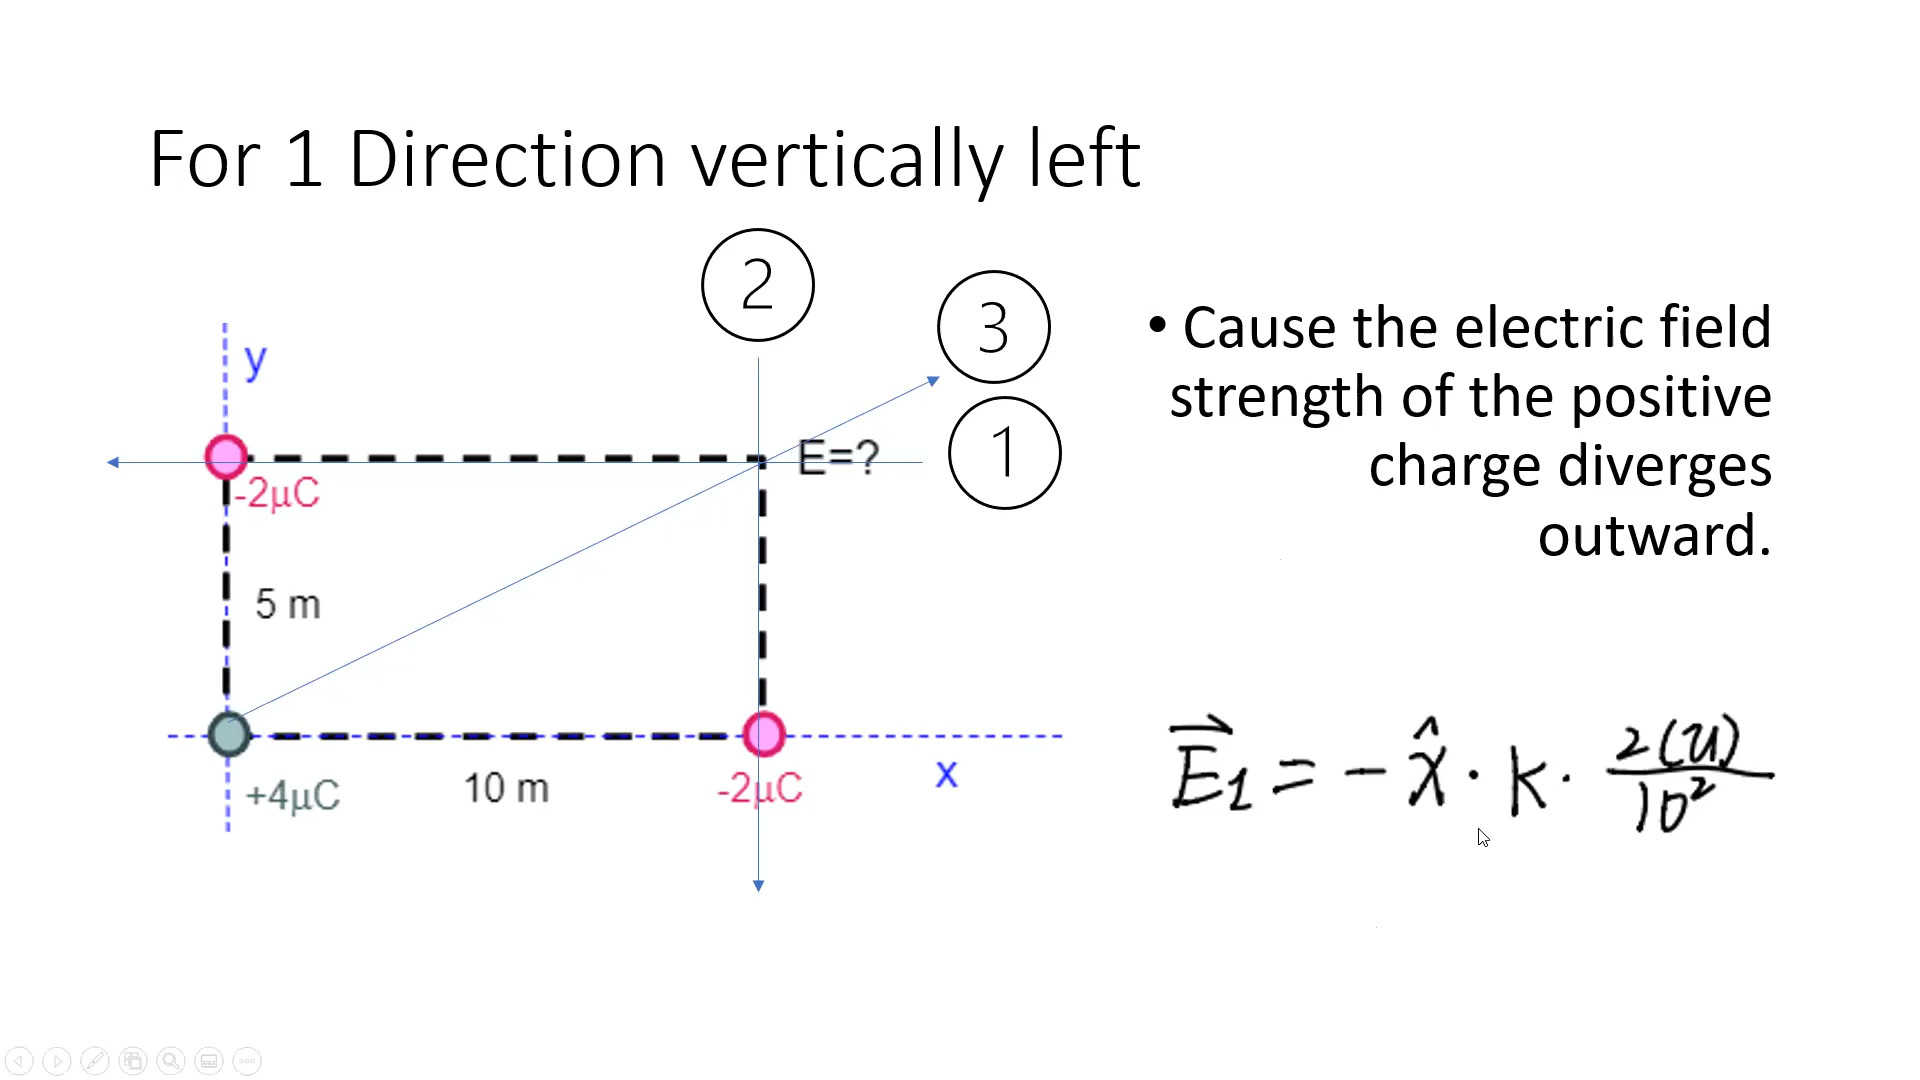 For 1 Direction vertically left
2
3
1
y
E=?
-2μC
5 m
+4μC
10 m
-2μC
x
• Cause the electric field
strength of the positive
charge diverges
outward.
E⃗1 = - x̂ · k · 2(u)/10²